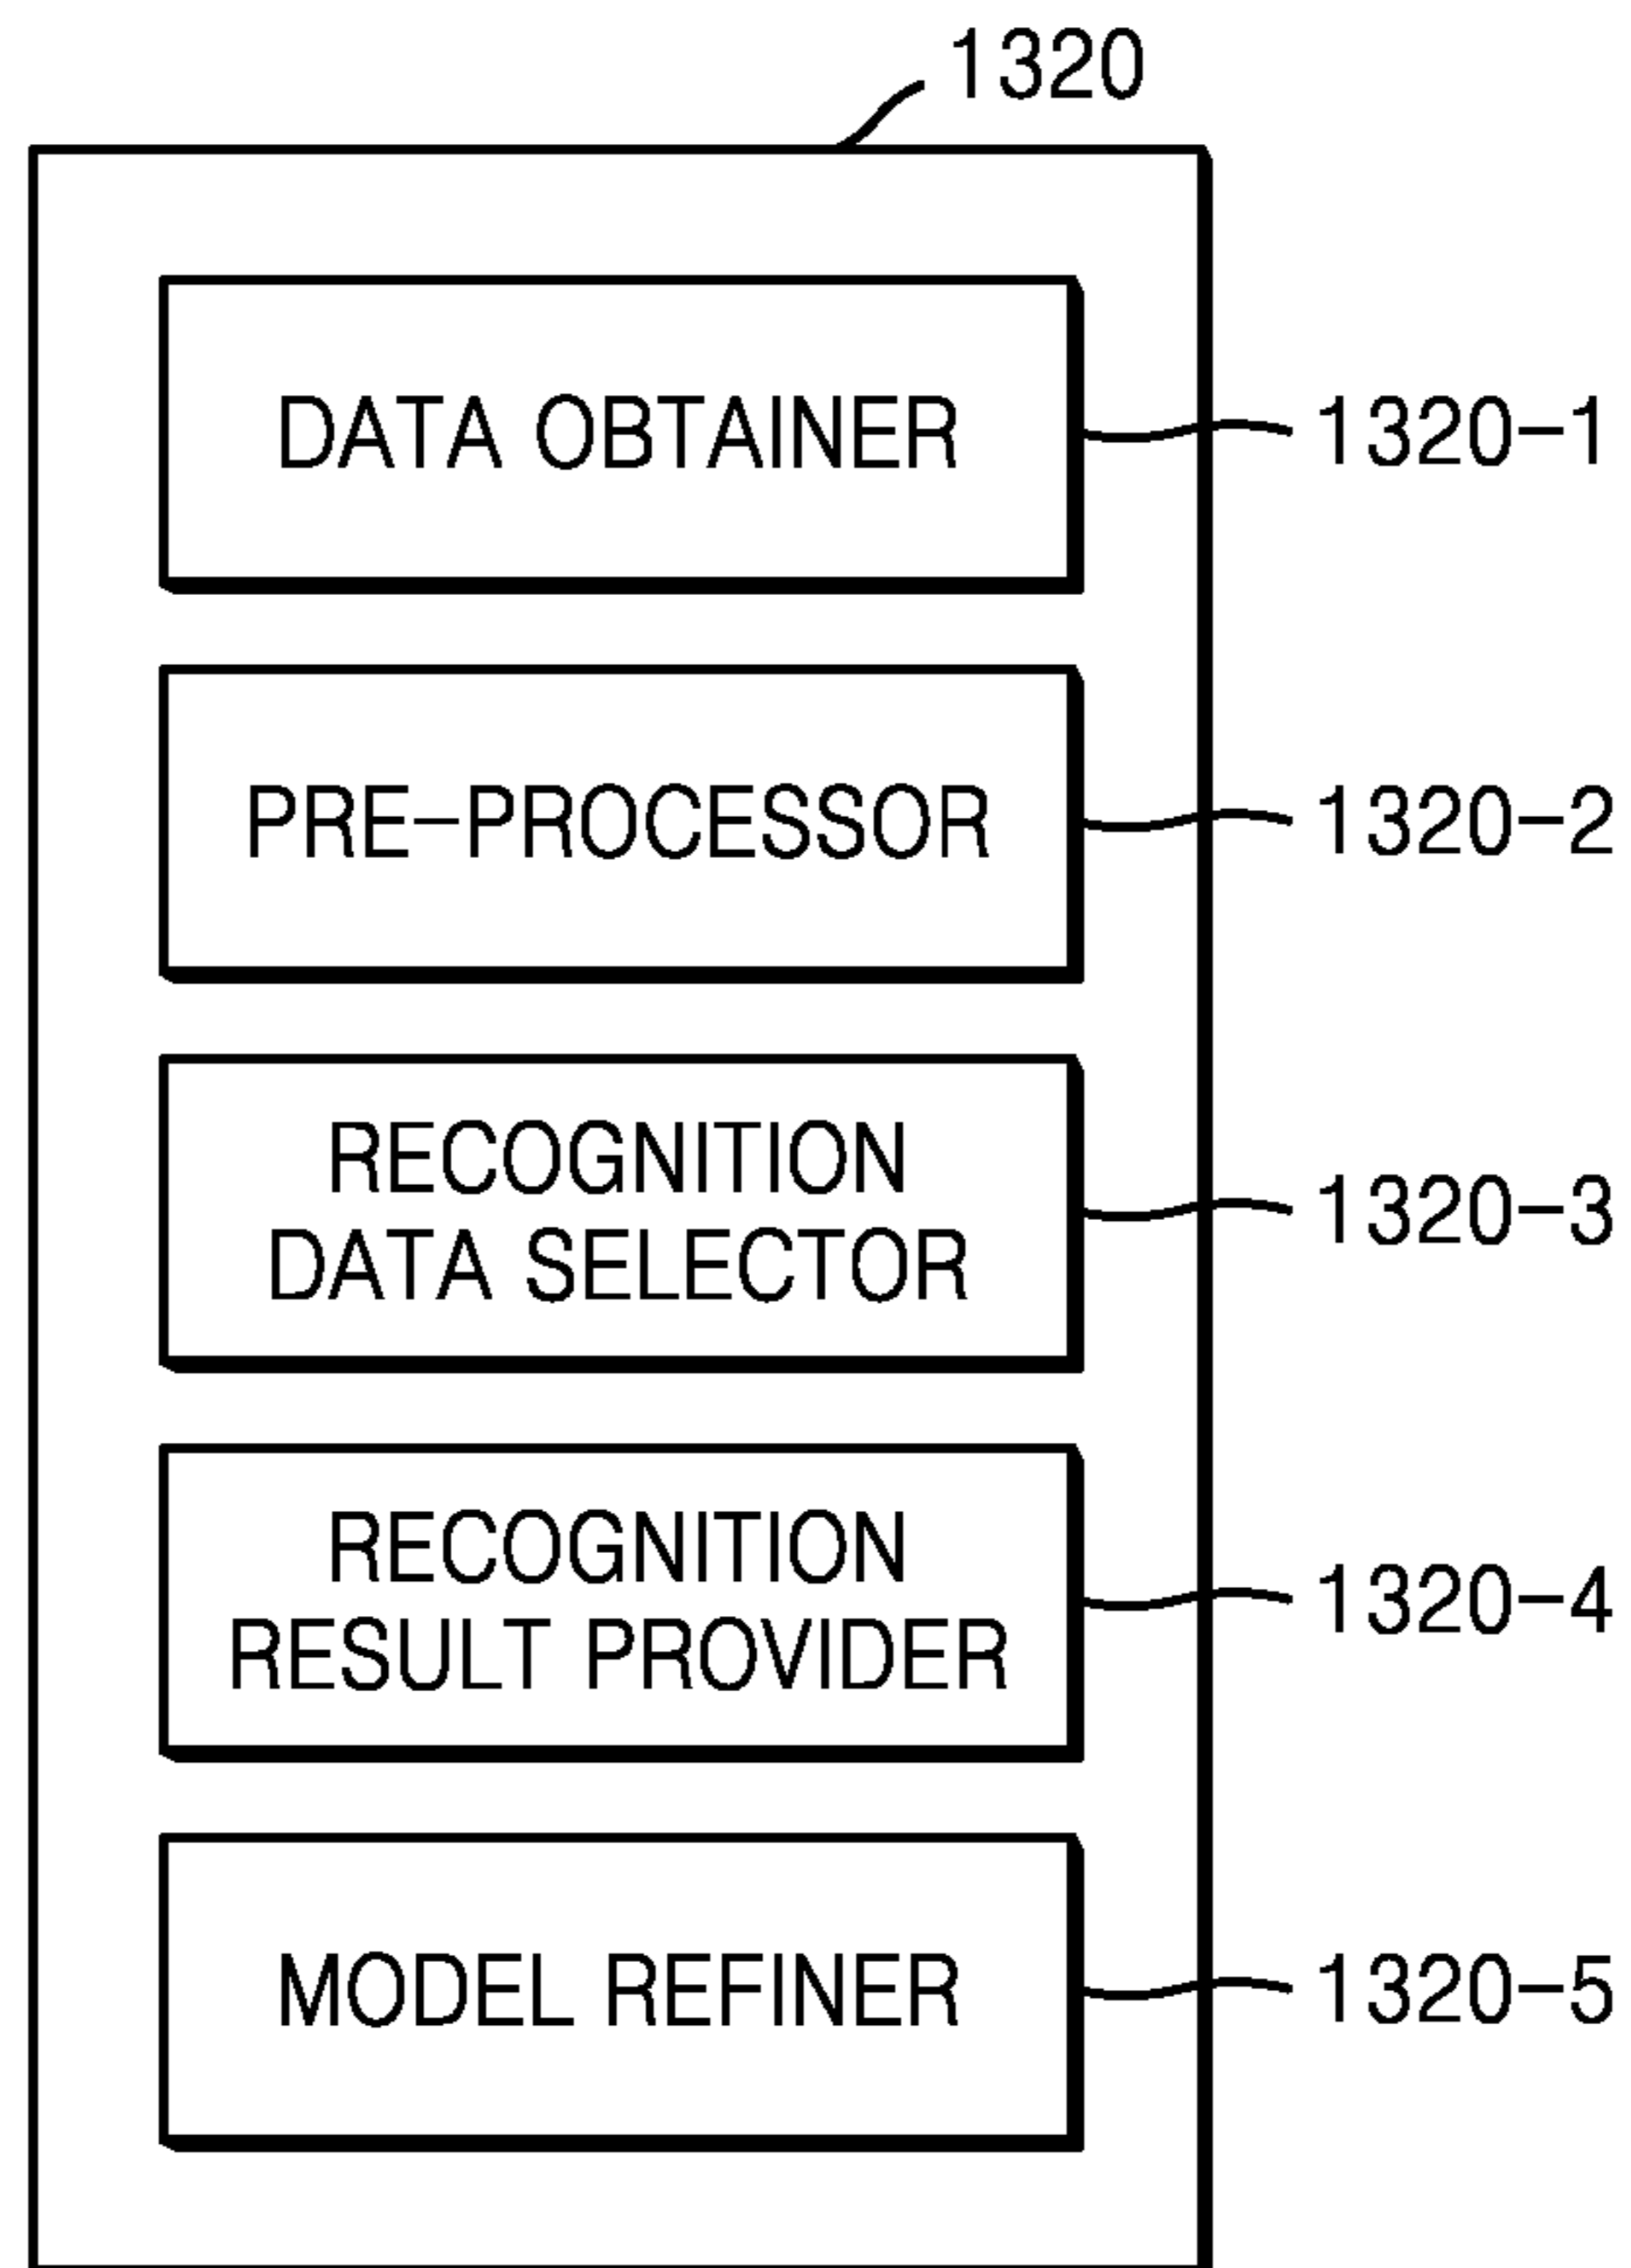 1320
DATA OBTAINER
1320-1
PRE-PROCESSOR
1320-2
RECOGNITION
DATA SELECTOR
1320-3
RECOGNITION
RESULT PROVIDER
1320-4
MODEL REFINER
1320-5